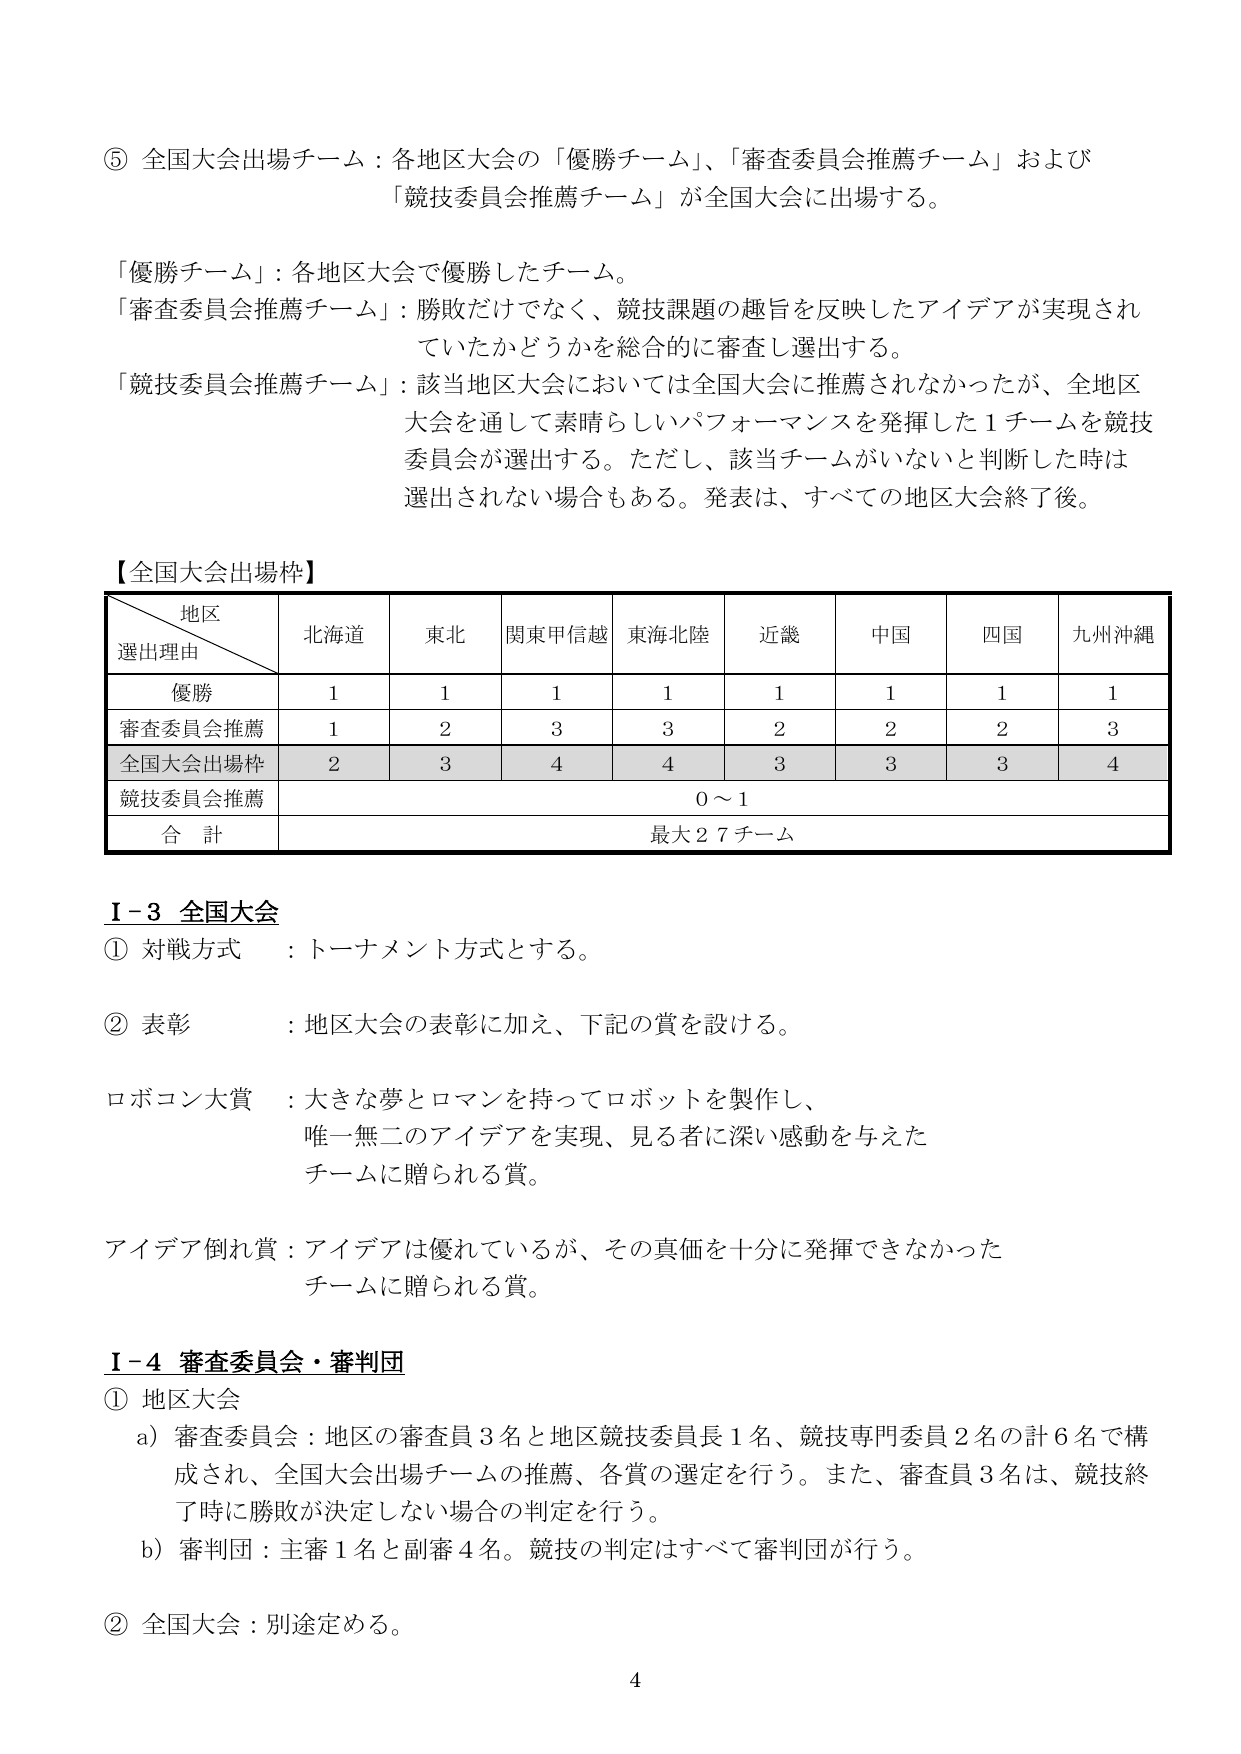 ⑤ 全国大会出場チーム：各地区大会の「優勝チーム」、「審査委員会推薦チーム」および
「競技委員会推薦チーム」が全国大会に出場する。
「優勝チーム」：各地区大会で優勝したチーム。
「審査委員会推薦チーム」：勝敗だけでなく、競技課題の趣旨を反映したアイデアが実現され
ていたかどうかを総合的に審査し選出する。
「競技委員会推薦チーム」：該当地区大会においては全国大会に推薦されなかったが、全地区
大会を通して素晴らしいパフォーマンスを発揮した１チームを競技
委員会が選出する。ただし、該当チームがいないと判断した時は
選出されない場合もある。発表は、すべての地区大会終了後。
【全国大会出場枠】
地区
選出理由 北海道 東北 関東甲信越 東海北陸 近畿 中国 四国 九州沖縄
優勝 1 1 1 1 1 1 1 1
審査委員会推薦 1 2 3 3 2 2 2 3
全国大会出場枠 2 3 4 4 3 3 3 4
競技委員会推薦 ０～１
合 計 最大２７チーム
Ⅰ−３ 全国大会
① 対戦方式 ：トーナメント方式とする。
② 表彰 ：地区大会の表彰に加え、下記の賞を設ける。
ロボコン大賞 ：大きな夢とロマンを持ってロボットを製作し、
唯一無二のアイデアを実現、見る者に深い感動を与えた
チームに贈られる賞。
アイデア倒れ賞：アイデアは優れているが、その真価を十分に発揮できなかった
チームに贈られる賞。
Ⅰ−４ 審査委員会・審判団
① 地区大会
a）審査委員会：地区の審査員３名と地区競技委員長１名、競技専門委員２名の計６名で構
成され、全国大会出場チームの推薦、各賞の選定を行う。また、審査員３名は、競技終
了時に勝敗が決定しない場合の判定を行う。
b）審判団：主審１名と副審４名。競技の判定はすべて審判団が行う。
② 全国大会：別途定める。
4